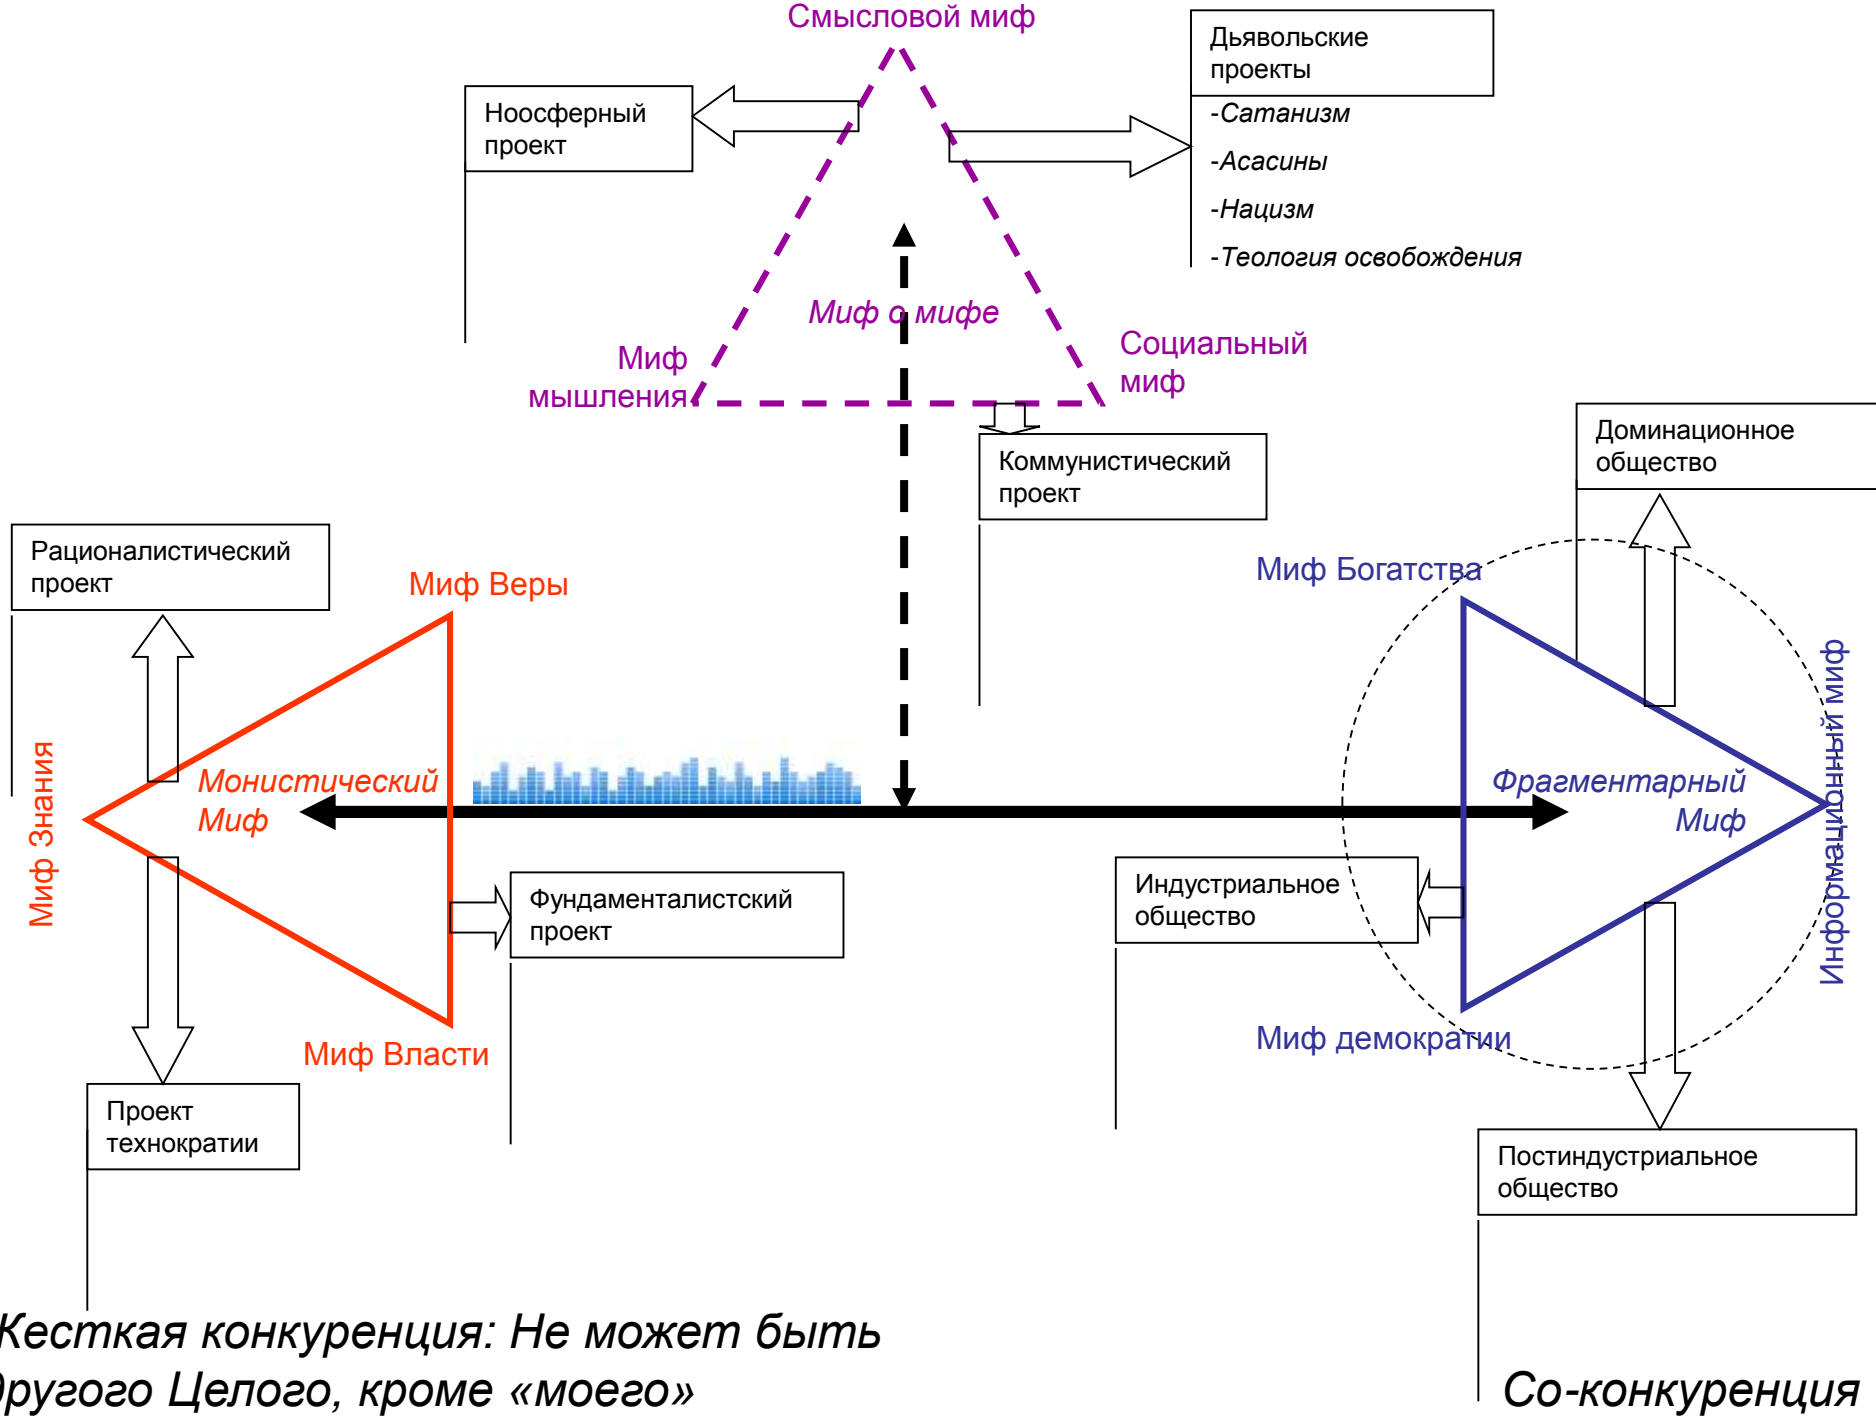 Смысловой миф
Дьявольские
проекты
-Сатанизм
-Асасины
-Нацизм
-Теология освобождения
Ноосферный
проект
Миф о мифе
Миф
мышления
Социальный
миф
Коммунистический
проект
Доминационное
общество
Рационалистический
проект
Миф Веры
Миф Богатства
Миф Знания
Монистический
Миф
Фрагментарный
Миф
Информационный миф
Фундаменталистский
проект
Индустриальное
общество
Миф Власти
Миф демократии
Проект
технократии
Постиндустриальное
общество
Жесткая конкуренция: Не может быть
другого Целого, кроме «моего»
Со-конкуренция